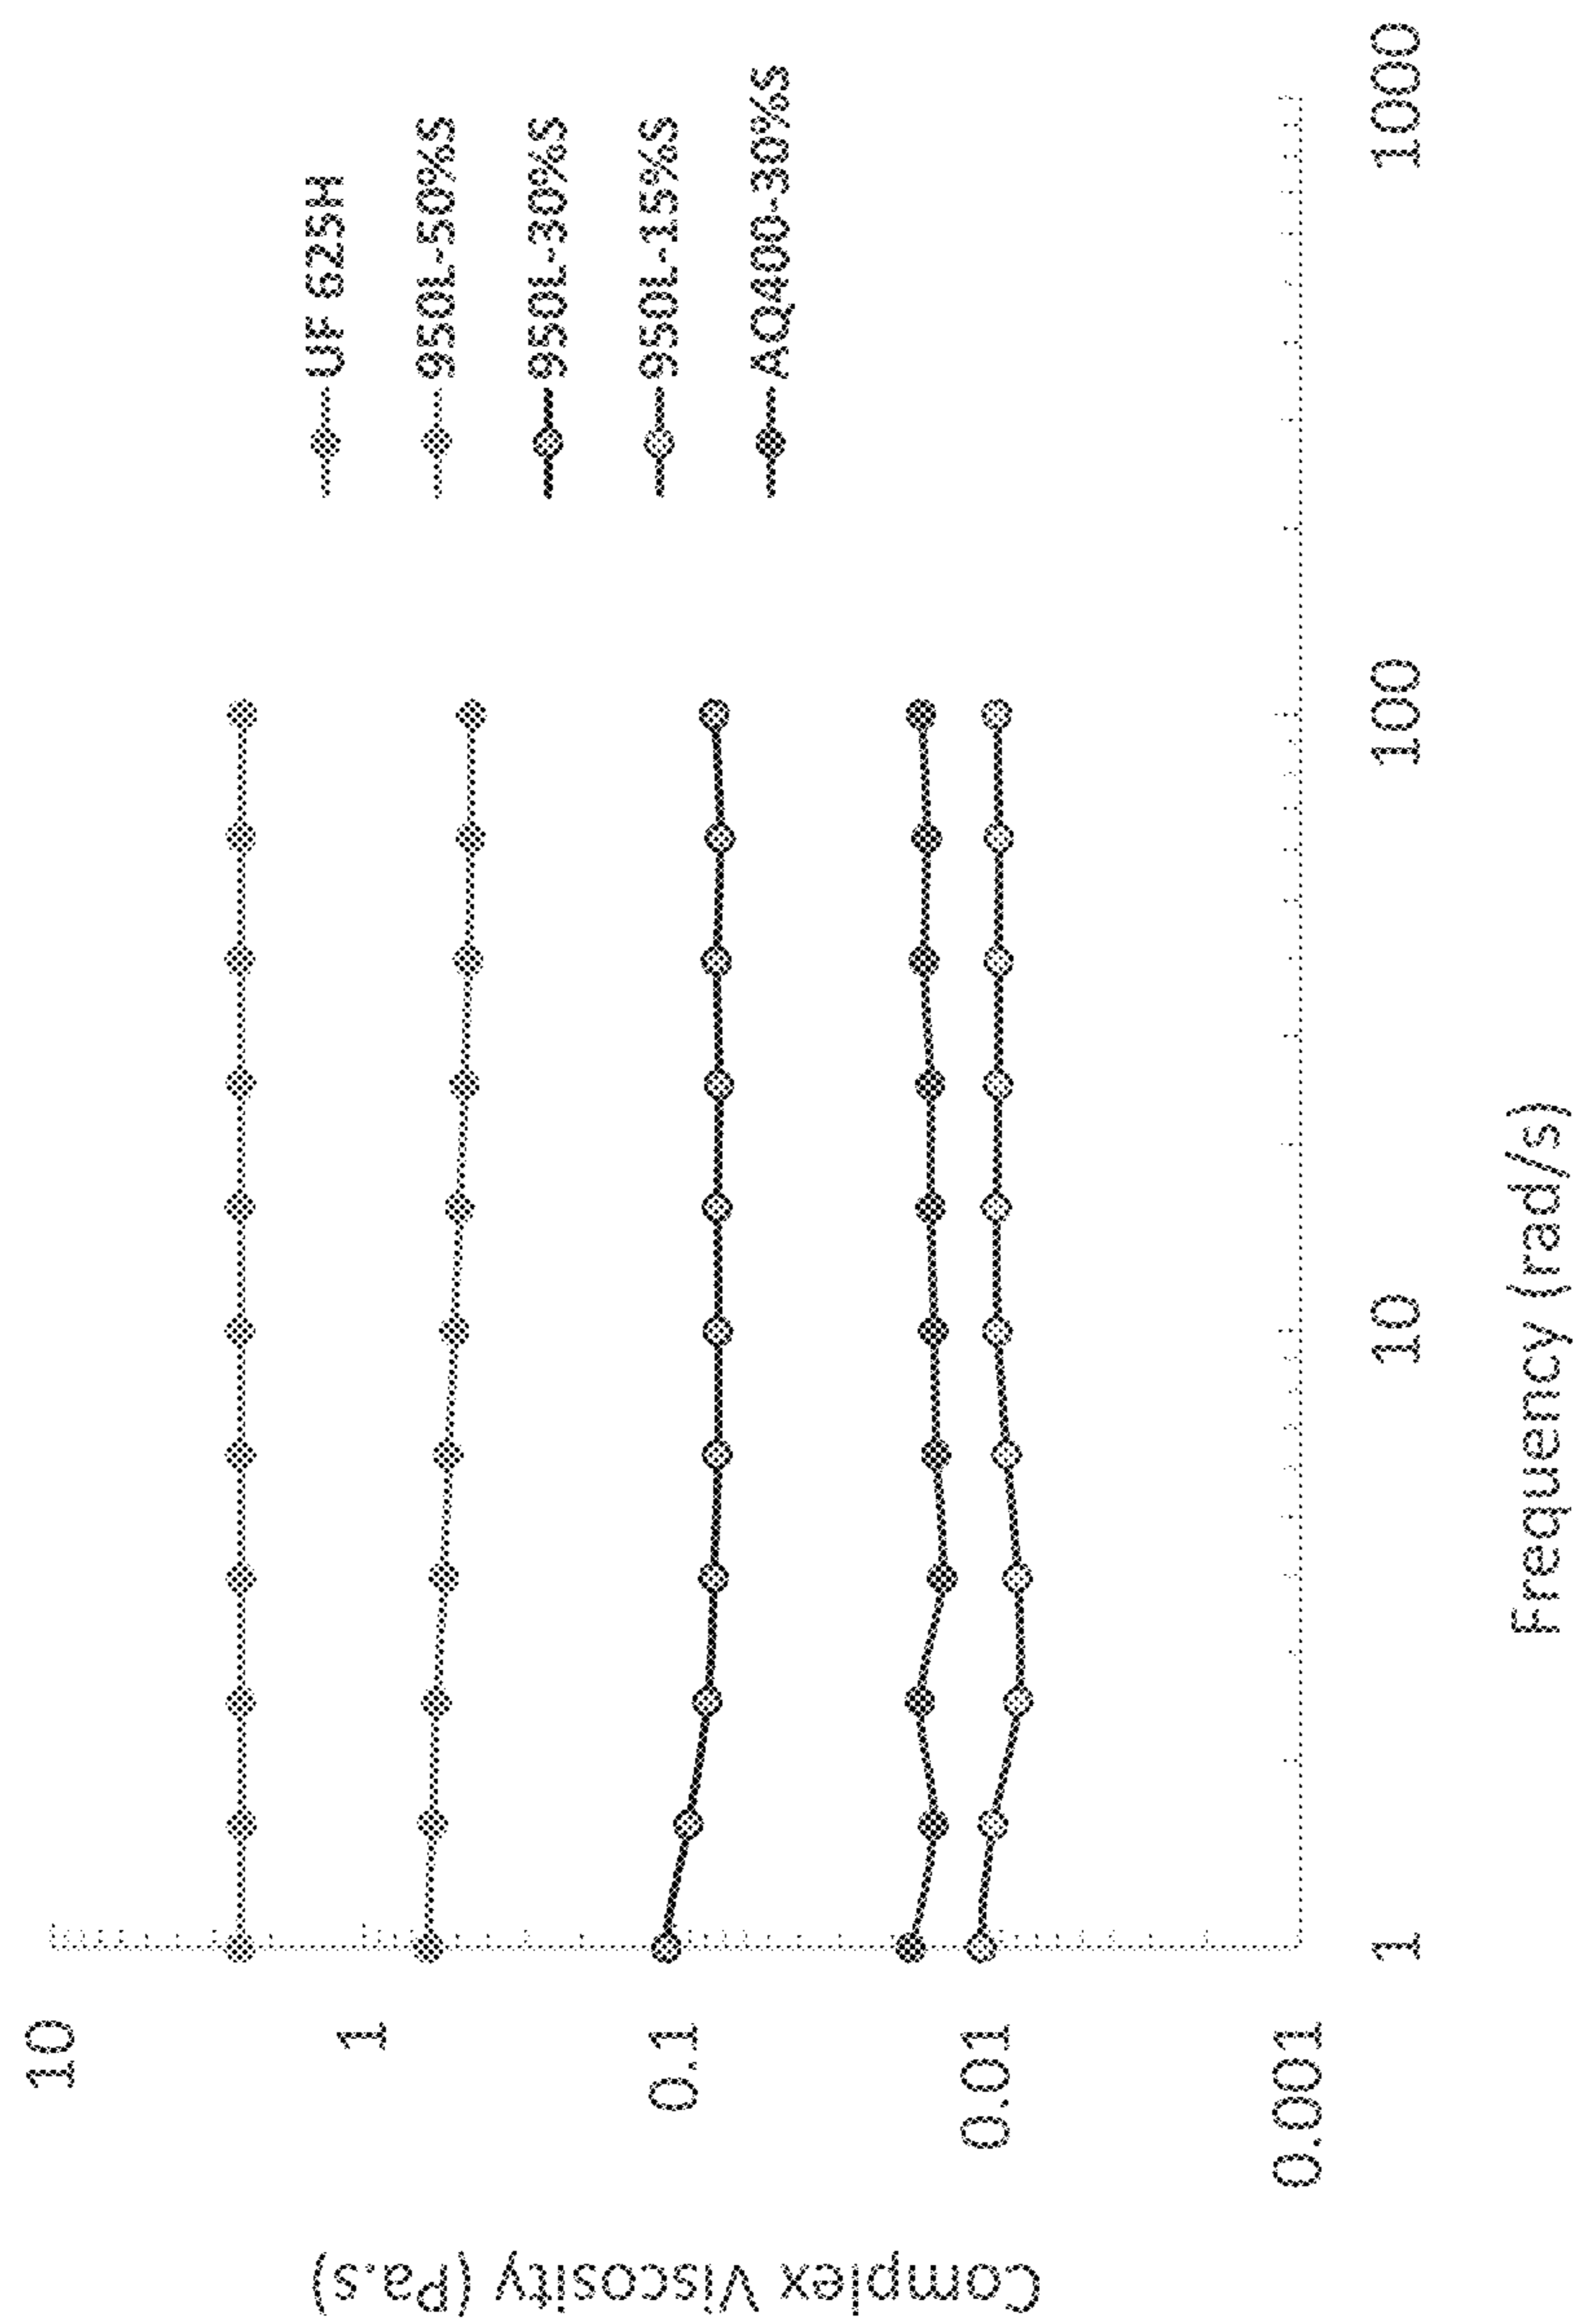 Complex Viscosity (Pa.s)
10
1
0.1
0.01
0.001
UF 625H
950L-50%S
950L-30%S
950L-15%S
AQ400-30%S
1
10
100
1000
Frequency (rad/s)